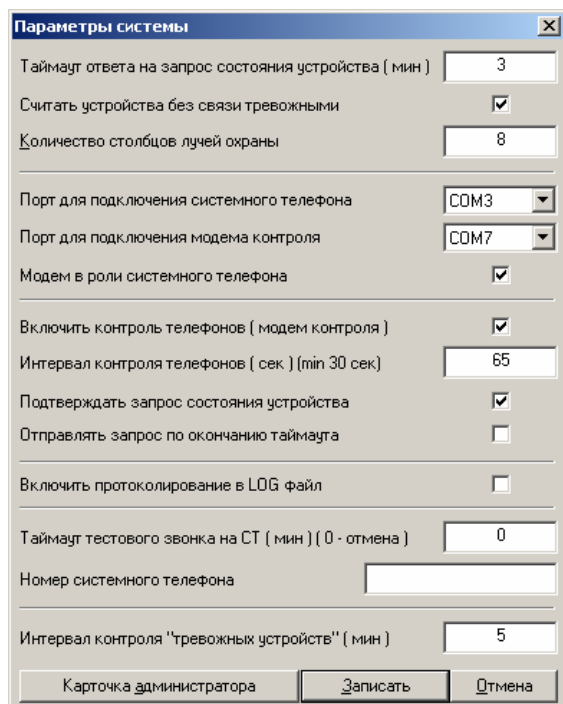 Параметры системы
Таймаут ответа на запрос состояния устройства ( мин ) 3
Считать устройства без связи тревожными
Количество столбцов лучей охраны 8
Порт для подключения системного телефона COM3
Порт для подключения модема контроля COM7
Модем в роли системного телефона
Включить контроль телефонов ( модем контроля )
Интервал контроля телефонов ( сек ) (min 30 сек) 65
Подтверждать запрос состояния устройства
Отправлять запрос по окончанию таймаута
Включить протоколирование в LOG файл
Таймаут тестового звонка на СТ ( мин ) ( 0 - отмена ) 0
Номер системного телефона
Интервал контроля "тревожных устройств" ( мин ) 5
Карточка администратора Записать Отмена